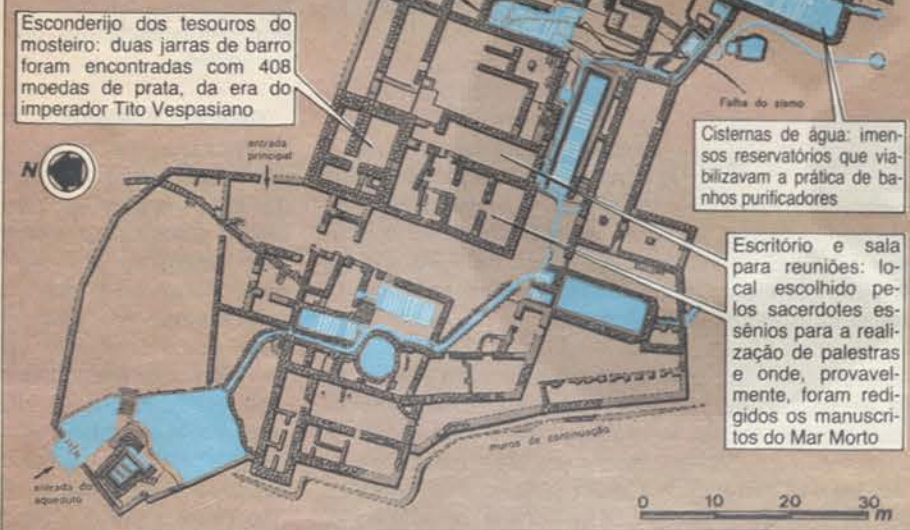 Esconderijo dos tesouros do
mosteiro: duas jarras de barro
foram encontradas com 408
moedas de prata, da era do
imperador Tito Vespasiano
entrada
principal
N
Falha do sismo
Cisternas de água: imen-
sos reservatórios que via-
bilizavam a prática de ba-
nhos purificadores
Escritório e sala
para reuniões: lo-
cal escolhido pe-
los sacerdotes es-
sênios para a reali-
zação de palestras
e onde, provavel-
mente, foram redi-
gidos os manuscri-
tos do Mar Morto
muros de continuação
entrada do
aqueduto
0 10 20 30
m